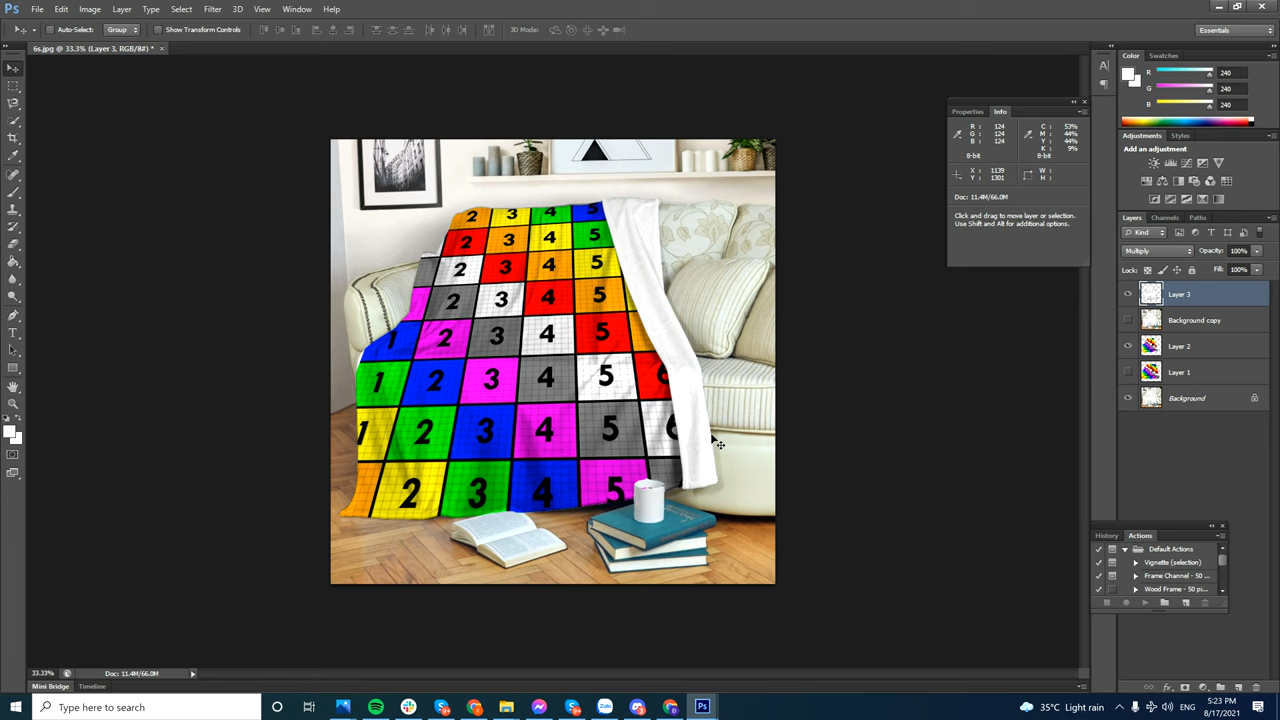 Ps File Edit Image Layer Type Select Filter 3D View Window Help
Auto-Select: Group Show Transform Controls 3D Mode: Essentials
6s.jpg @ 33.3% (Layer 3, RGB/8#) * ×
Color Swatches
R 240
G 240
B 240
Properties Info
R : 124 C : 53%
G : 124 M : 44%
B : 124 Y : 44%
K : 9%
8-bit 8-bit
X : 1139 W :
Y : 1301 H :
Doc: 11.4M/66.0M
Click and drag to move layer or selection.
Use Shift and Alt for additional options.
Adjustments Styles
Add an adjustment
Layers Channels Paths
Kind
Multiply Opacity: 100%
Lock: Fill: 100%
Layer 3
Background copy
Layer 2
Layer 1
Background
2 3 4 5
2 3 4 5
2 3 4 5
2 3 4 5
1 2 3 4 5
1 2 3 4 5 6
1 2 3 4 5 6
2 3 4 5
History Actions
Default Actions
Vignette (selection)
Frame Channel - 50 ...
Wood Frame - 50 pi...
33.33% Doc: 11.4M/66.0M
Mini Bridge Timeline
Type here to search
Zalo
Ps
35°C Light rain
5:23 PM
8/17/2021